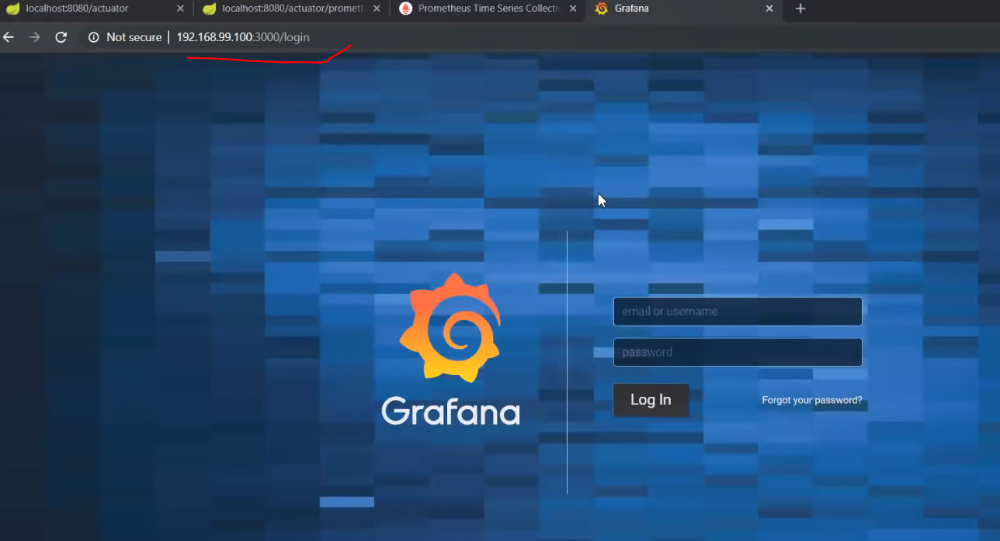 localhost:8080/actuator
localhost:8080/actuator/prometh
Prometheus Time Series Collecti
Grafana
Not secure
192.168.99.100:3000/login
email or username
password
Log In
Forgot your password?
Grafana